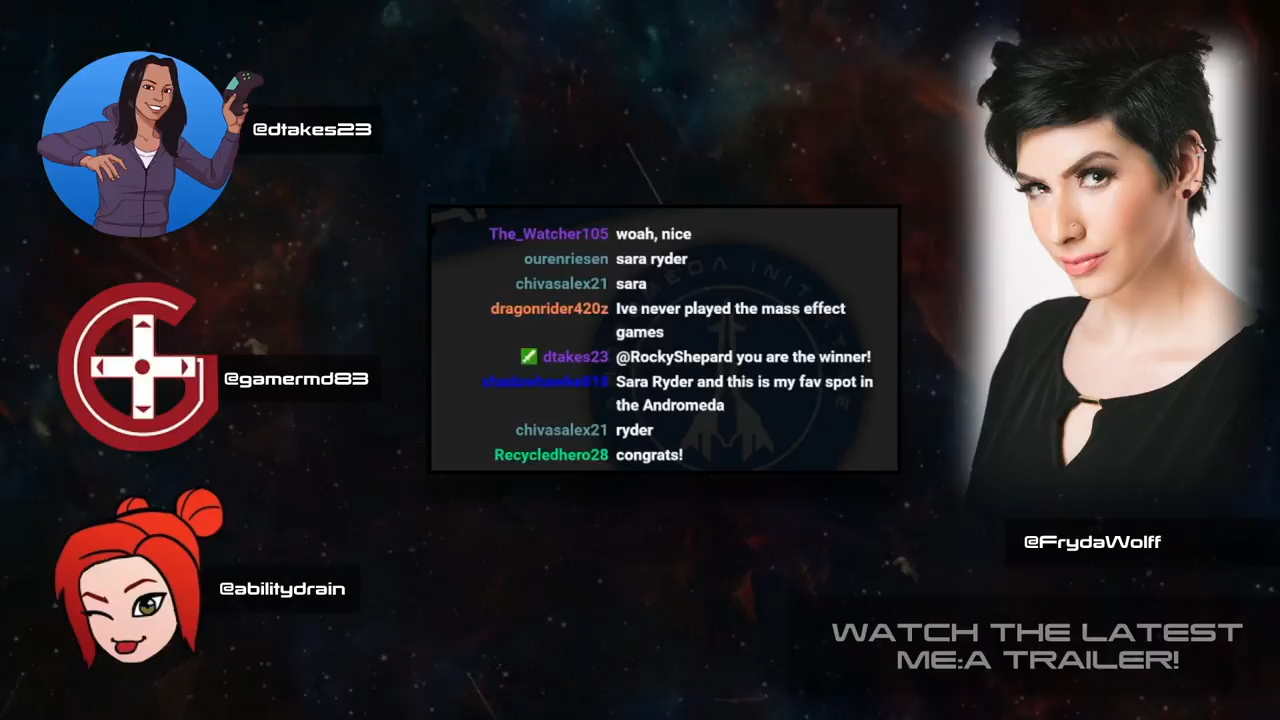 @dtakes23
@gamermd83
@abilitydrain
The_Watcher105 woah, nice
ourenriesen sara ryder
chivasalex21 sara
dragonrider420z Ive never played the mass effect
games
dtakes23 @RockyShepard you are the winner!
Sara Ryder and this is my fav spot in
the Andromeda
chivasalex21 ryder
Recycledhero28 congrats!
@FrydaWolff
WATCH THE LATEST
ME:A TRAILER!